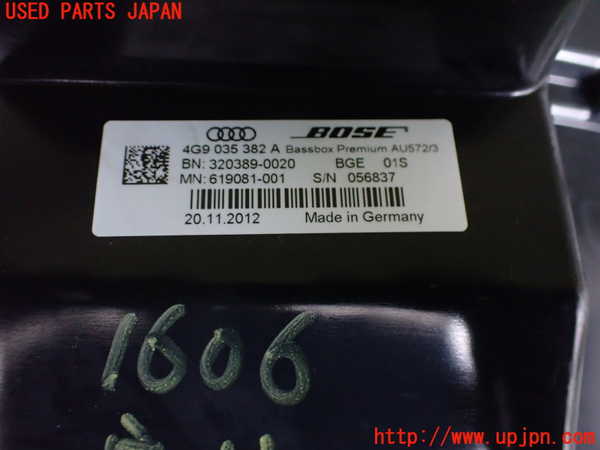 USED PARTS JAPAN
BOSE
4G9 035 382 A Bassbox Premium AU572/3
BN: 320389-0020 BGE 01S
MN: 619081-001 S/N 056837
20.11.2012 Made in Germany
1606
http://www.upjpn.com